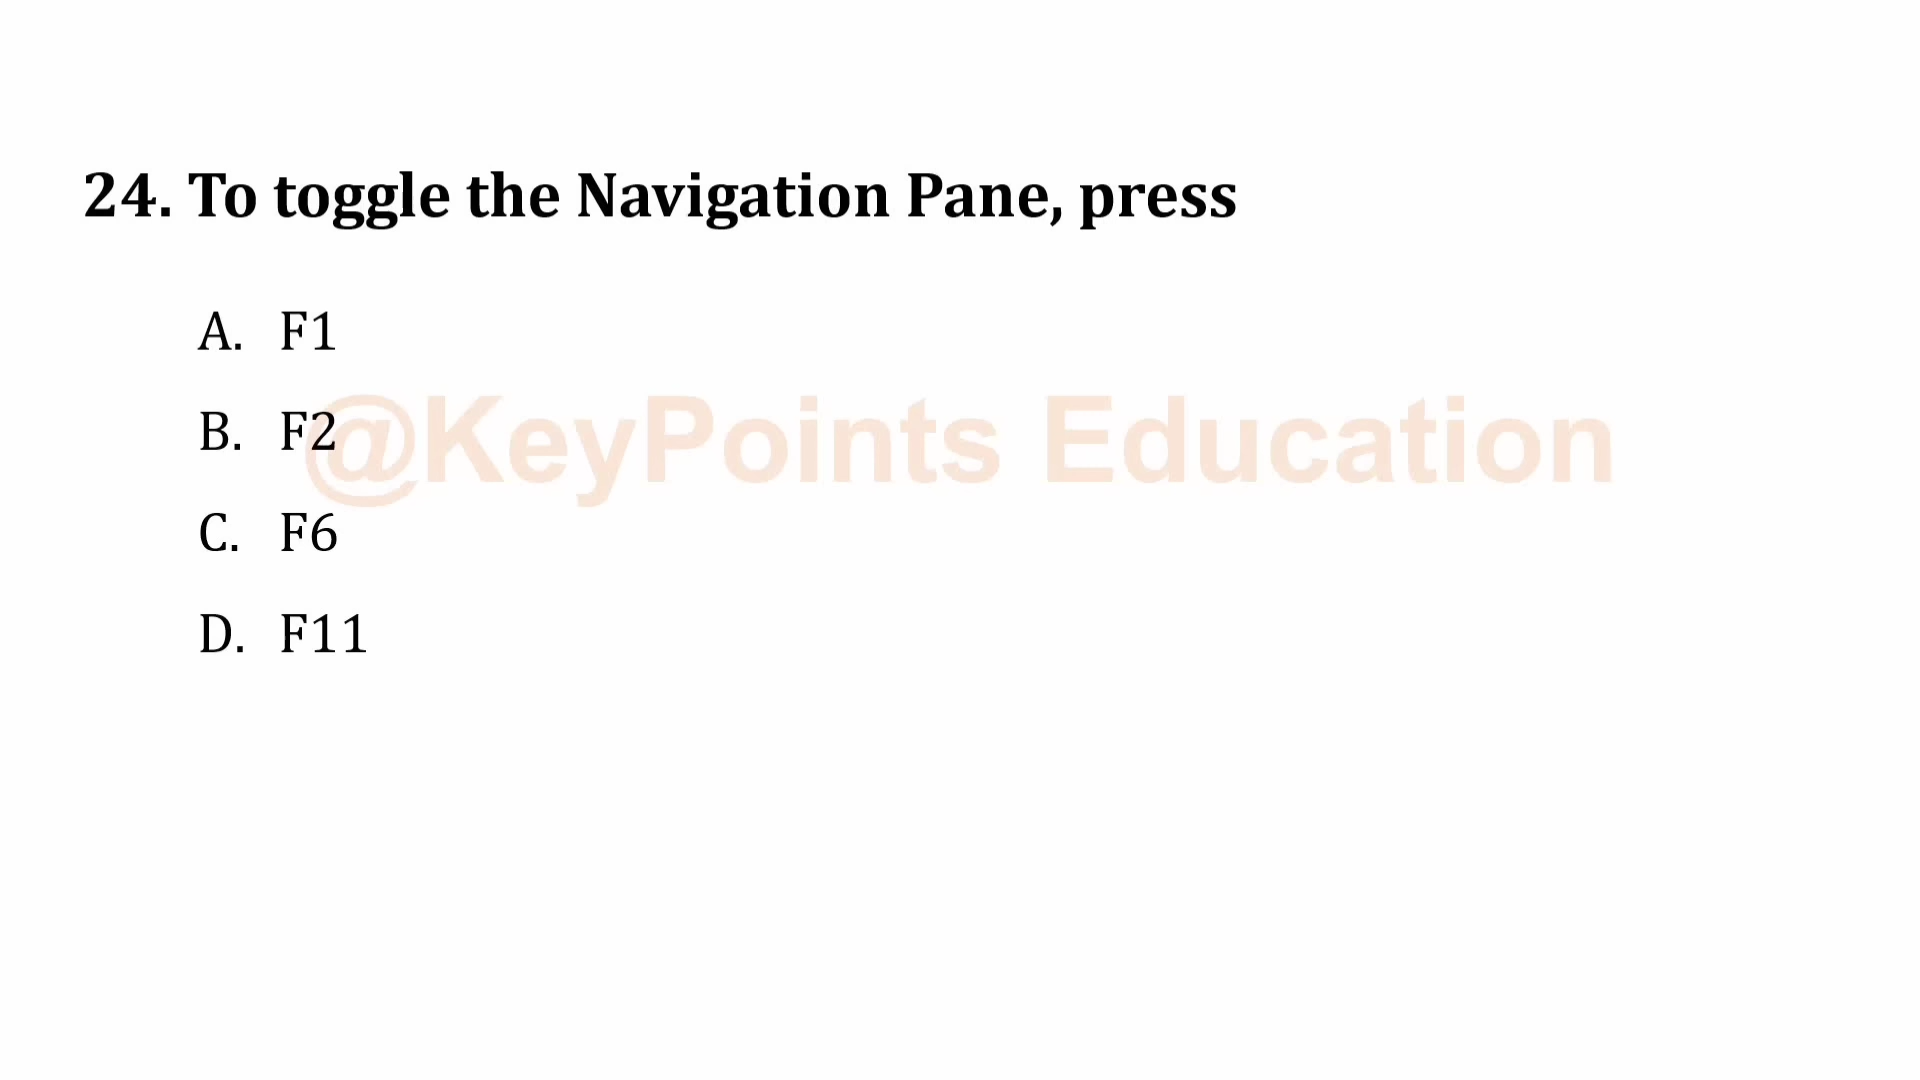 24. To toggle the Navigation Pane, press
A. F1
B. F2
@KeyPoints Education
C. F6
D. F11